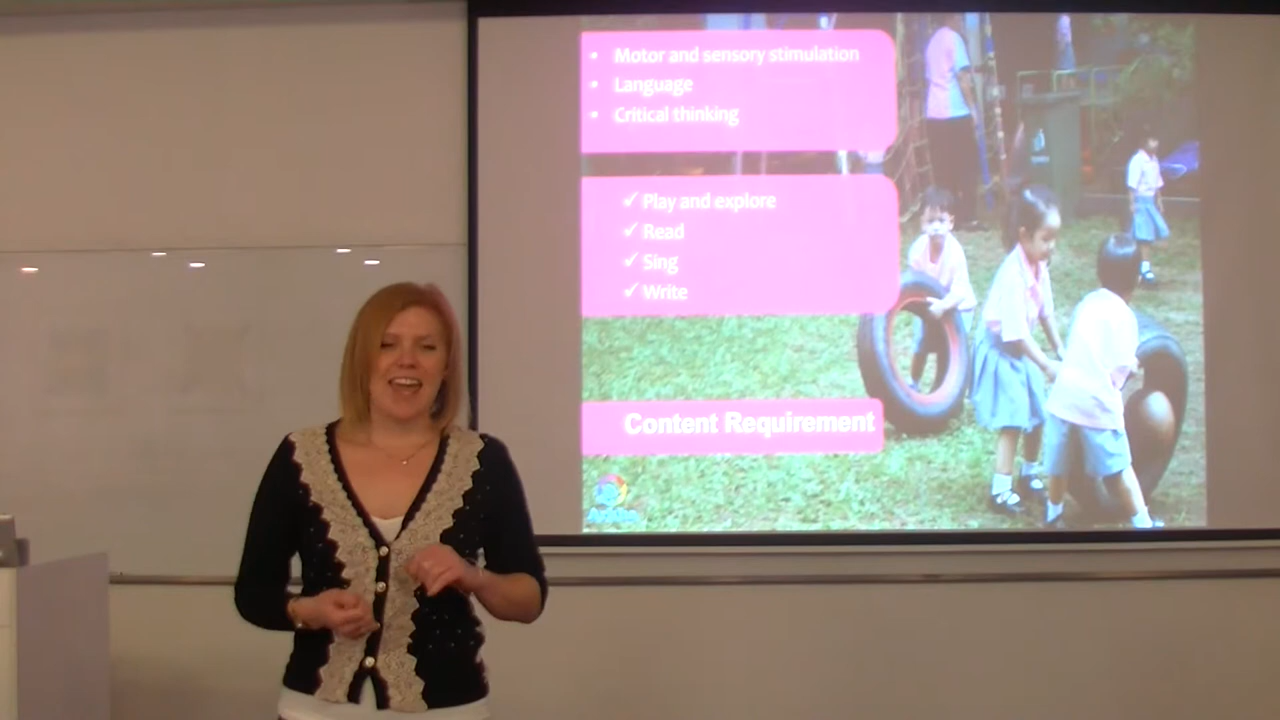 • Motor and sensory stimulation
• Language
• Critical thinking
✓ Play and explore
✓ Read
✓ Sing
✓ Write
Content Requirement